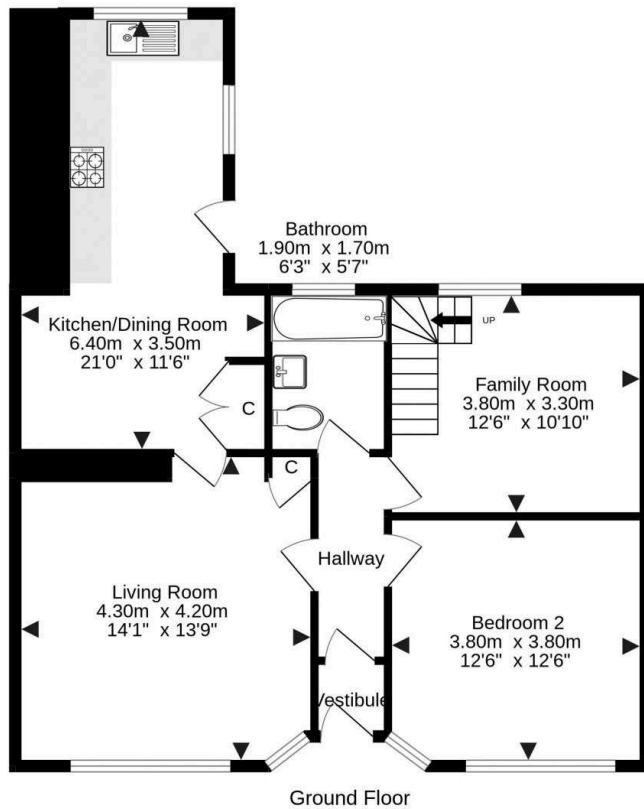 Bathroom
1.90m x 1.70m
6'3" x 5'7"
Kitchen/Dining Room
6.40m x 3.50m
21'0" x 11'6"
UP
Family Room
3.80m x 3.30m
12'6" x 10'10"
C
C
Hallway
Living Room
4.30m x 4.20m
14'1" x 13'9"
Bedroom 2
3.80m x 3.80m
12'6" x 12'6"
Vestibule
Ground Floor